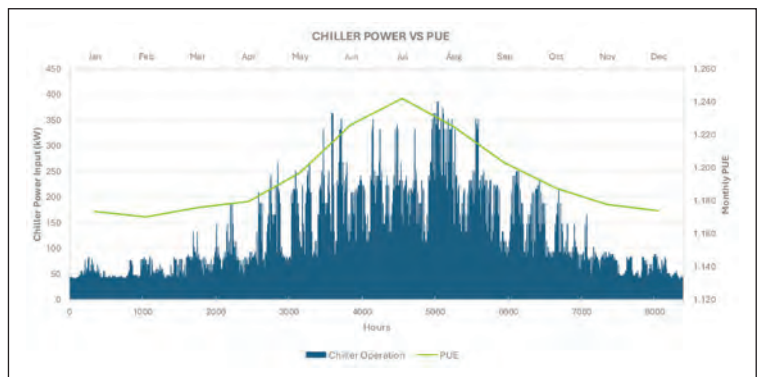 CHILLER POWER VS PUE
Jan Feb Mar Apr May Jun Jul Aug Sep Oct Nov Dec
450 1.260
400 1.240
350 1.220
300 1.200
250 1.180
200 1.160
150 1.140
100 1.120
50
0
Chiller Power Input (kW)
Monthly PUE
0 1000 2000 3000 4000 5000 6000 7000 8000
Hours
Chiller Operation PUE